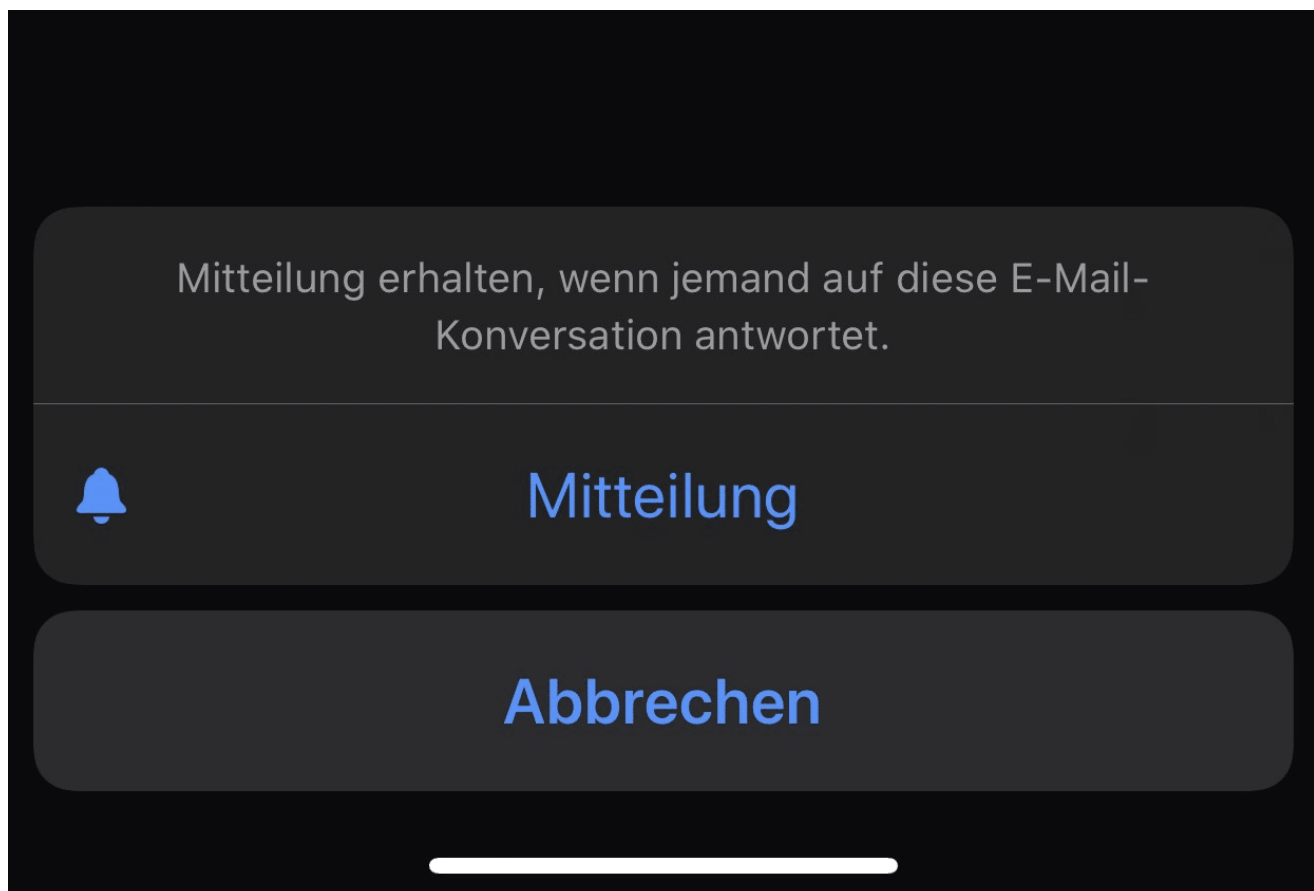 Mitteilung erhalten, wenn jemand auf diese E-Mail-
Konversation antwortet.
Mitteilung
Abbrechen